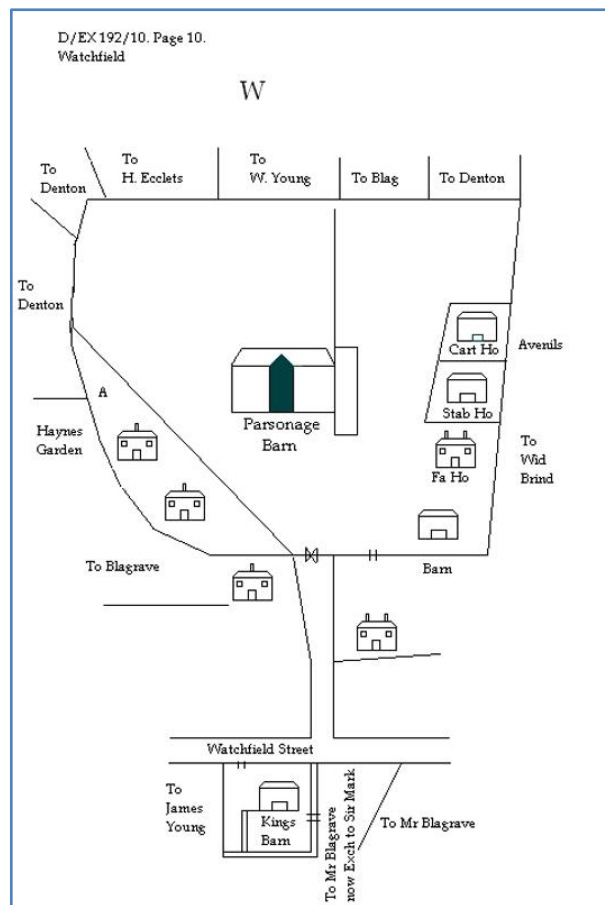 D/EX 192/10. Page 10.
Watchfield
W
To
Denton
To
H. Ecclets
To
W. Young
To Blag
To Denton
To
Denton
Cart Ho
Avenils
Stab Ho
A
Haynes
Garden
Parsonage
Barn
Fa Ho
To
Wid
Brind
To Blagrave
Barn
Watchfield Street
To
James
Young
Kings
Barn
To Mr Blagrave
now Exch to Sir Mark
To Mr Blagrave